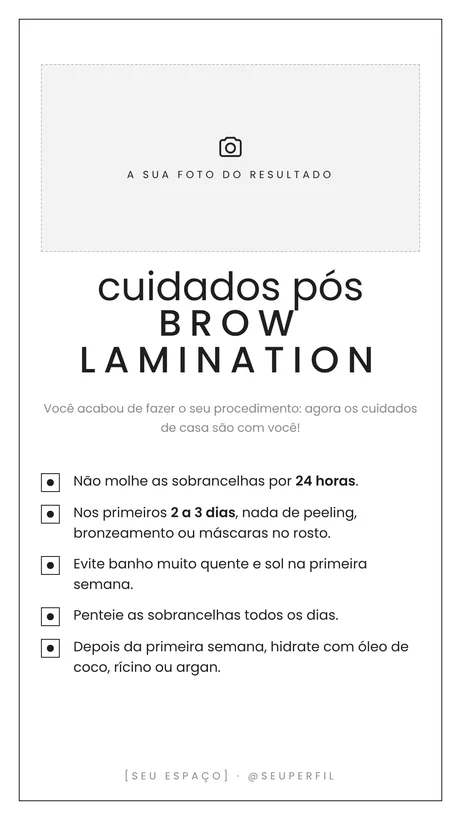 A SUA FOTO DO RESULTADO
cuidados pós
BROW
LAMINATION
Você acabou de fazer o seu procedimento: agora os cuidados
de casa são com você!
Não molhe as sobrancelhas por 24 horas.
Nos primeiros 2 a 3 dias, nada de peeling,
bronzeamento ou máscaras no rosto.
Evite banho muito quente e sol na primeira
semana.
Penteie as sobrancelhas todos os dias.
Depois da primeira semana, hidrate com óleo de
coco, rícino ou argan.
[SEU ESPAÇO] · @SEUPERFIL